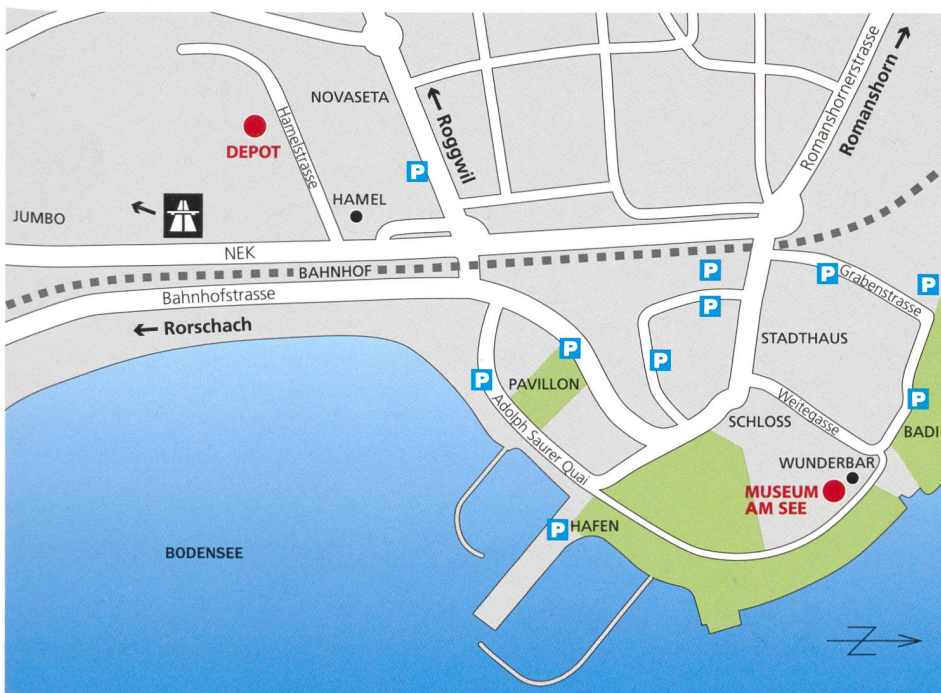 Romanshornerstrasse
Romanshorn
NOVASETA
Hamelstrasse
DEPOT
Roggwil
P
HAMEL
JUMBO
NEK
BAHNHOF
Bahnhofstrasse
Rorschach
P
P
P
Grabenstrasse
P
P
STADTHAUS
P
P
P
PAVILLON
Adolph Saurer Quai
SCHLOSS
Weitegasse
P
BADI
WUNDERBAR
MUSEUM
AM SEE
P
HAFEN
BODENSEE